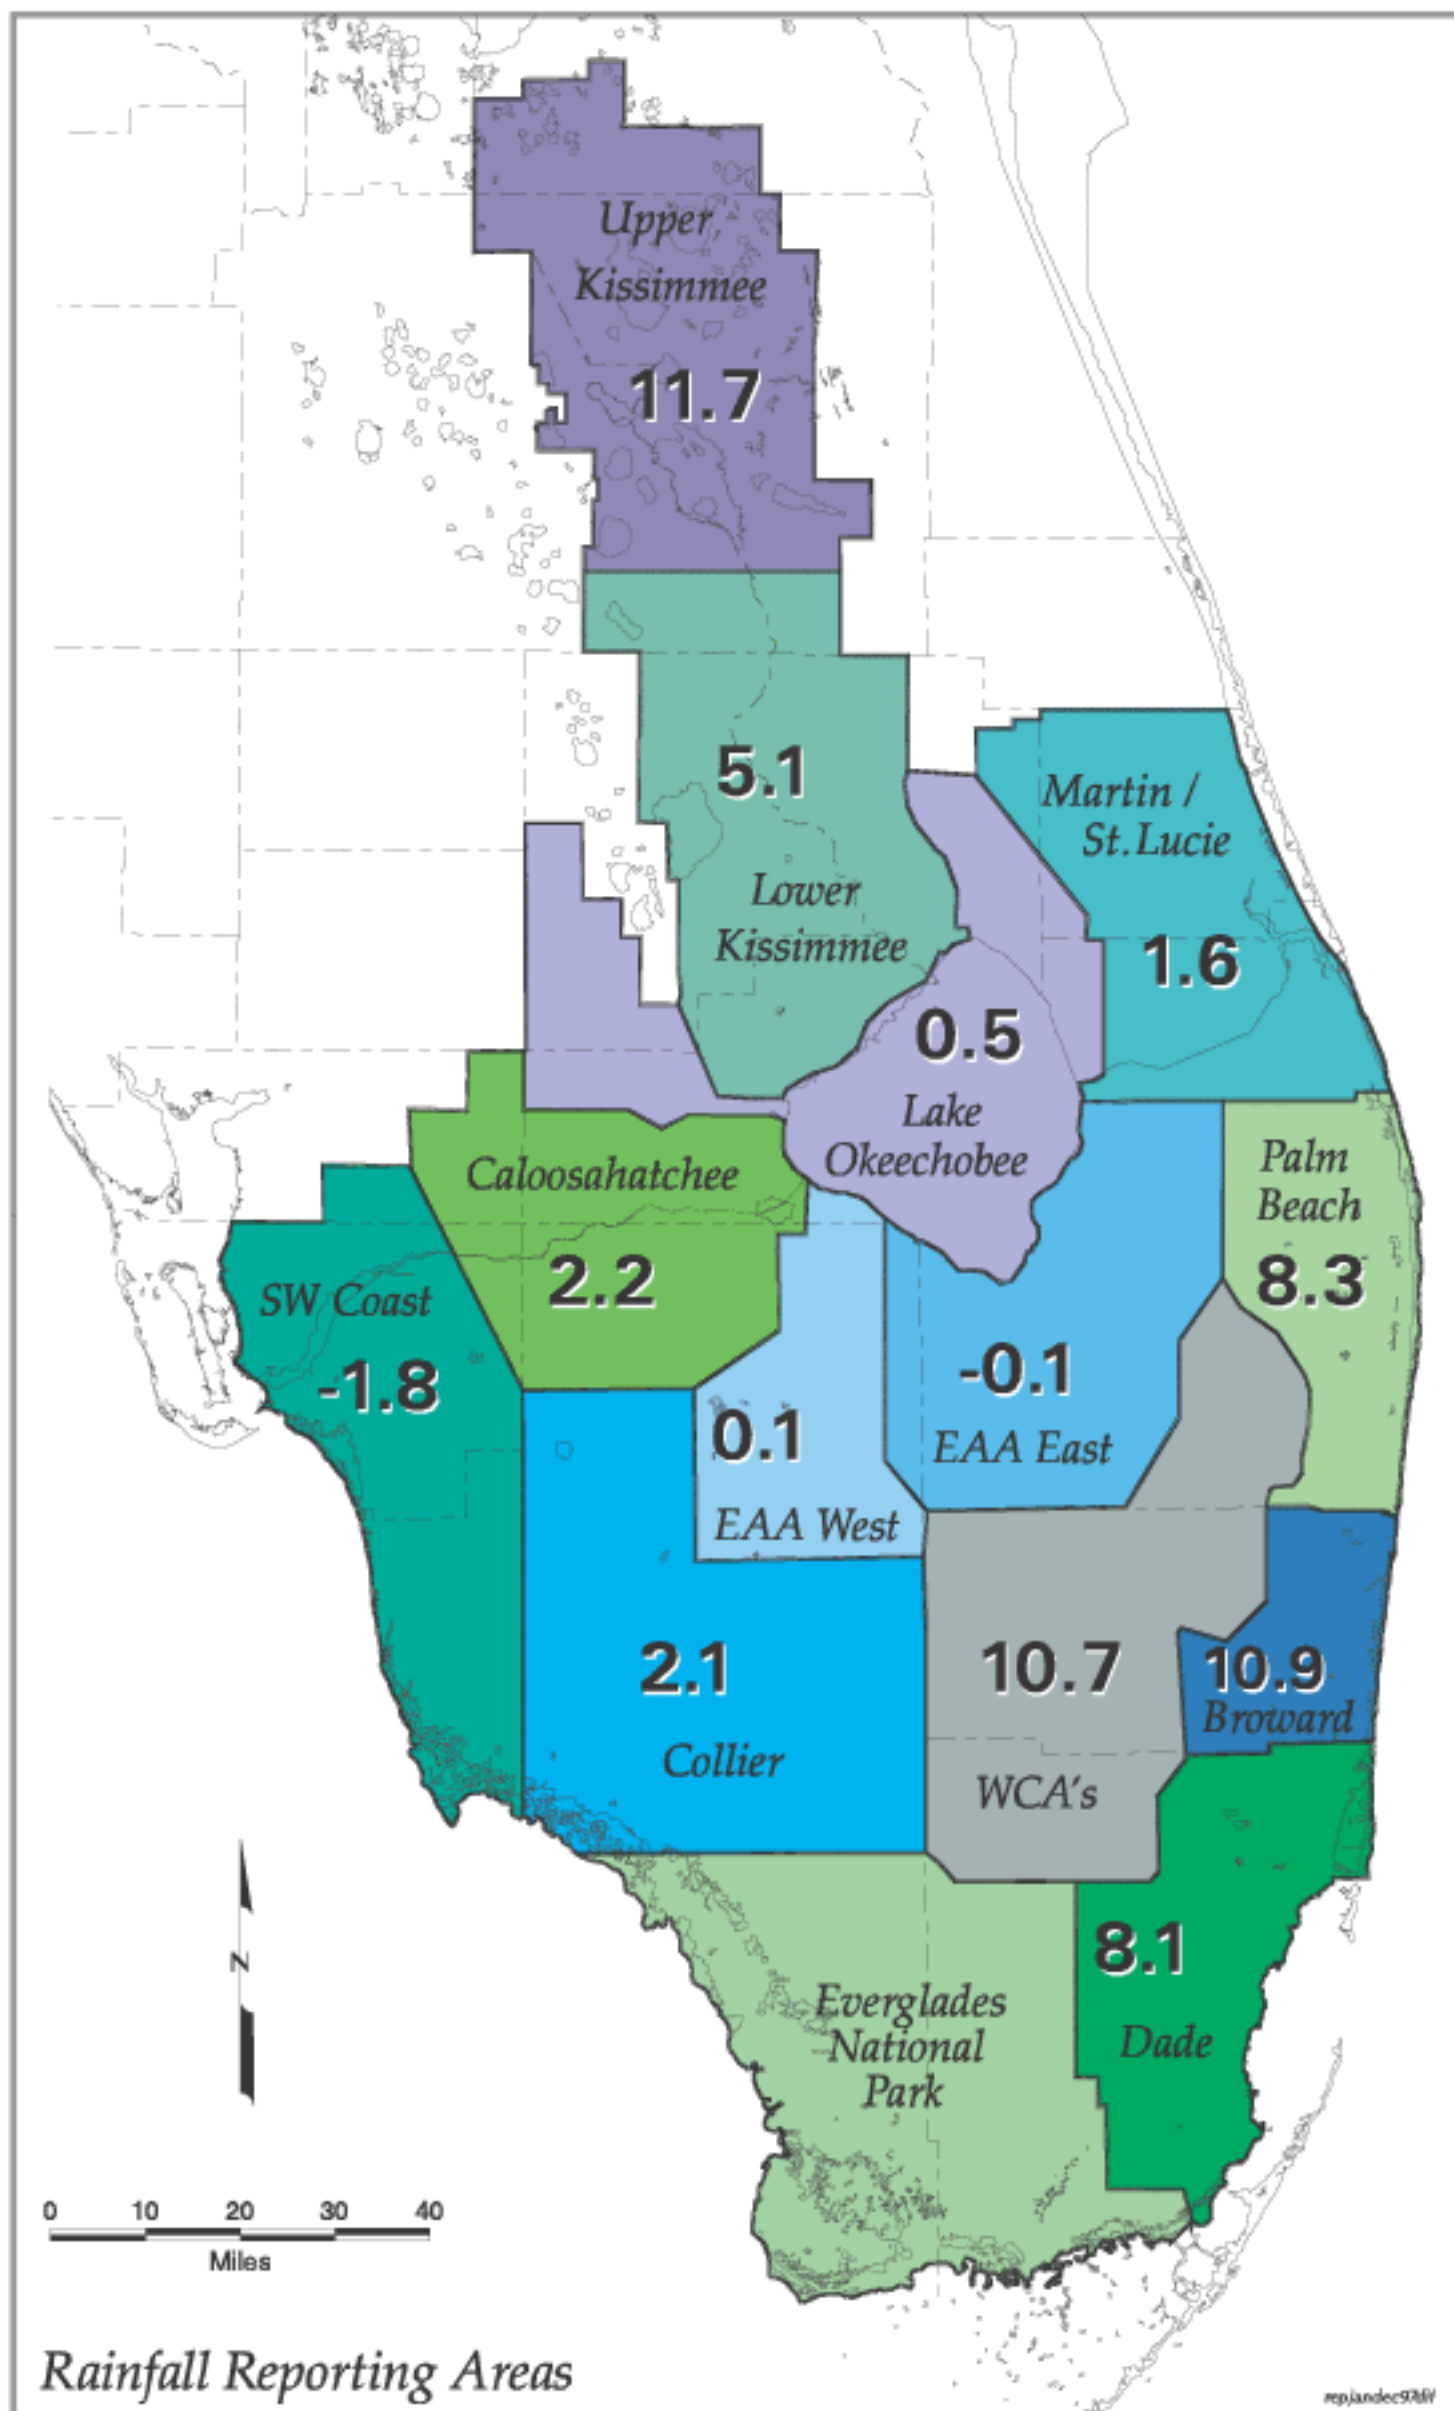 Upper
Kissimmee
11.7
5.1
Martin /
St. Lucie
Lower
Kissimmee
1.6
0.5
Lake
Okeechobee
Caloosahatchee
Palm
Beach
2.2
8.3
SW Coast
-1.8
-0.1
0.1
EAA East
EAA West
2.1
10.7
10.9
Broward
Collier
WCA's
8.1
Everglades
National
Park
Dade
N
0 10 20 30 40
Miles
Rainfall Reporting Areas